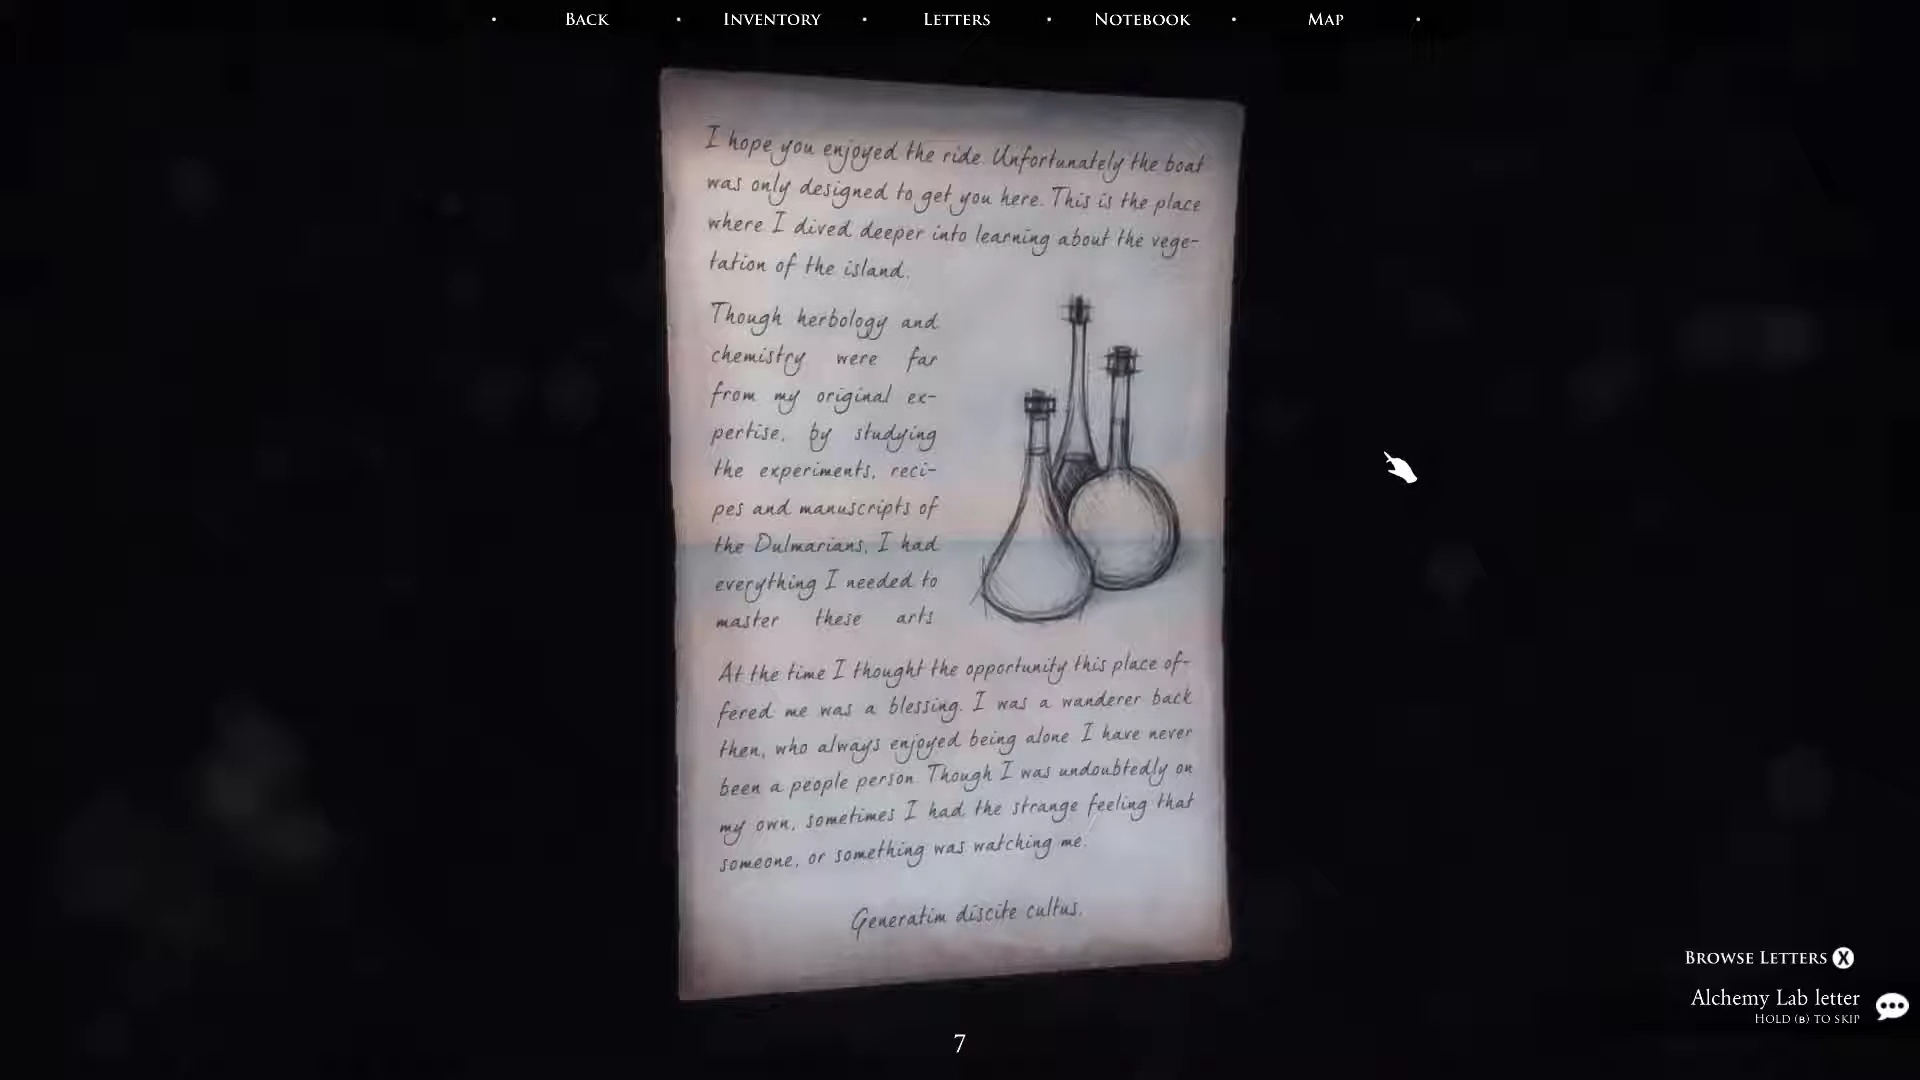 BACK
INVENTORY
LETTERS
NOTEBOOK
MAP
I hope you enjoyed the ride. Unfortunately the boat
was only designed to get you here. This is the place
where I dived deeper into learning about the vege-
tation of the island.
Though herbology and
chemistry were far
from my original ex-
pertise, by studying
the experiments, reci-
pes and manuscripts of
the Dulmarians, I had
everything I needed to
master these arts
At the time I thought the opportunity this place of-
fered me was a blessing. I was a wanderer back
then, who always enjoyed being alone I have never
been a people person. Though I was undoubtedly on
my own, sometimes I had the strange feeling that
someone, or something was watching me.
Generatim discite cultus.
BROWSE LETTERS X
Alchemy Lab letter
HOLD (B) TO SKIP
7